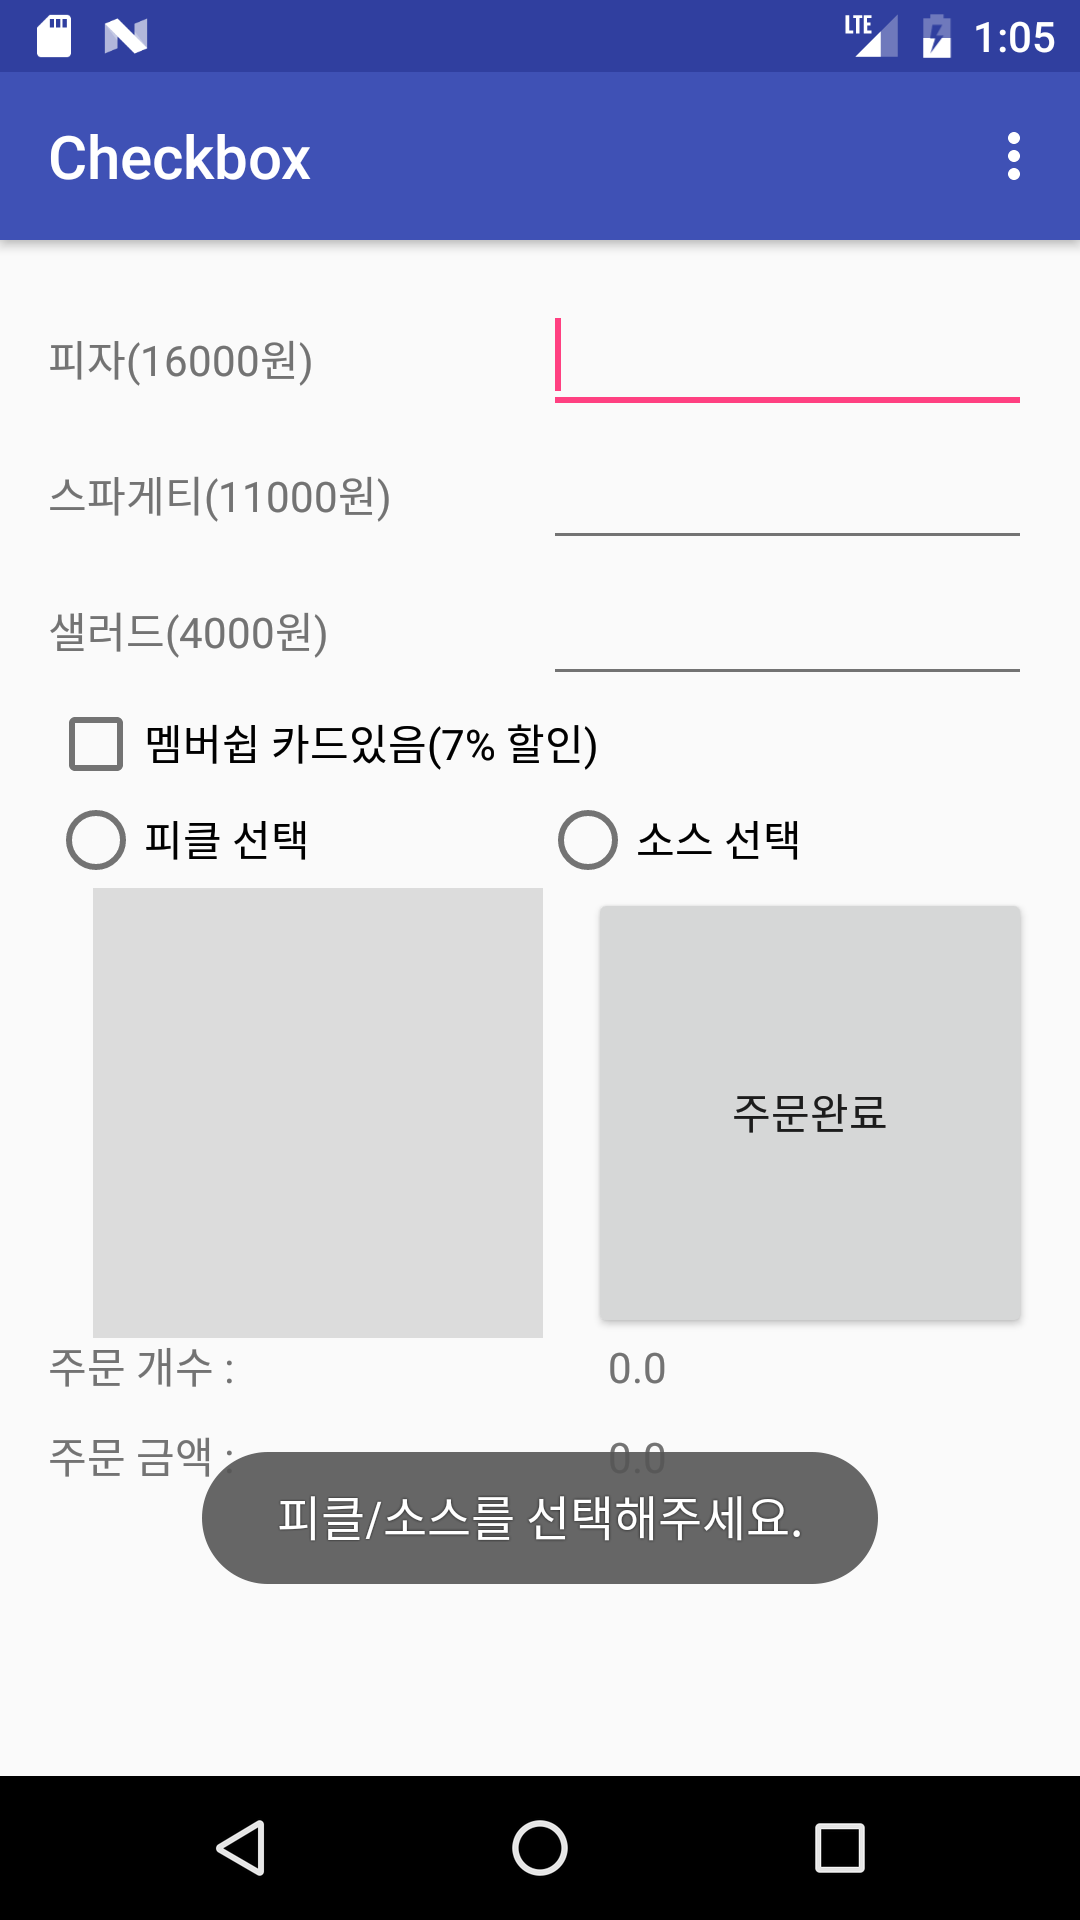 LTE 1:05
Checkbox
피자(16000원)
스파게티(11000원)
샐러드(4000원)
멤버쉽 카드있음(7% 할인)
피클 선택 소스 선택
주문완료
주문 개수 : 0.0
주문 금액 : 0.0
피클/소스를 선택해주세요.